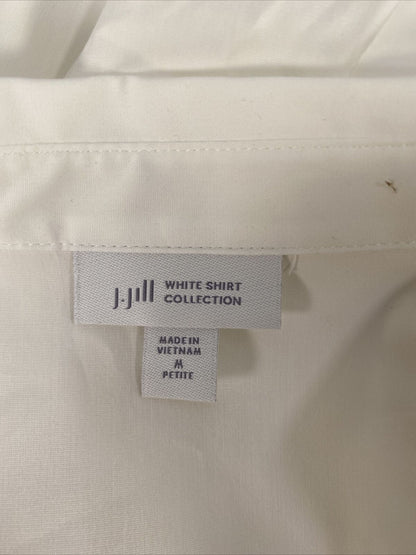 J.Jill
WHITE SHIRT
COLLECTION
MADE IN
VIETNAM
M
PETITE